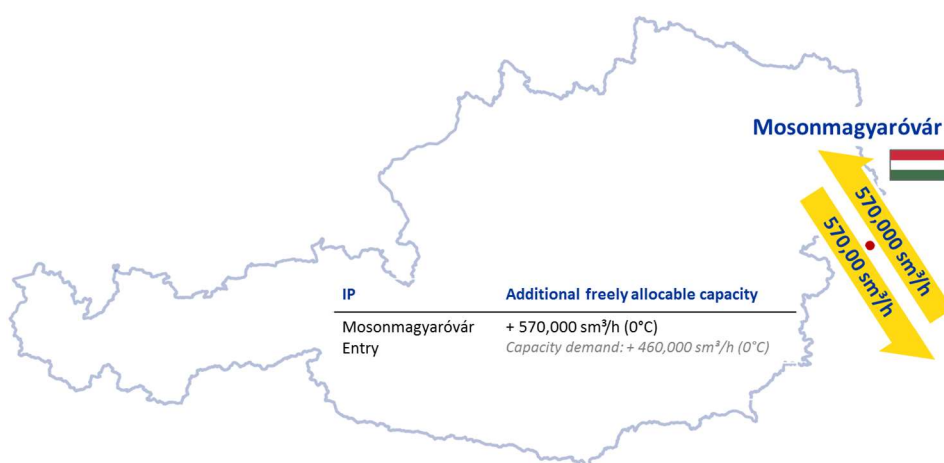 Mosonmagyaróvár
570,000 sm³/h
570,00 sm³/h
IP Additional freely allocable capacity
Mosonmagyaróvár + 570,000 sm³/h (0°C)
Entry Capacity demand: + 460,000 sm³/h (0°C)